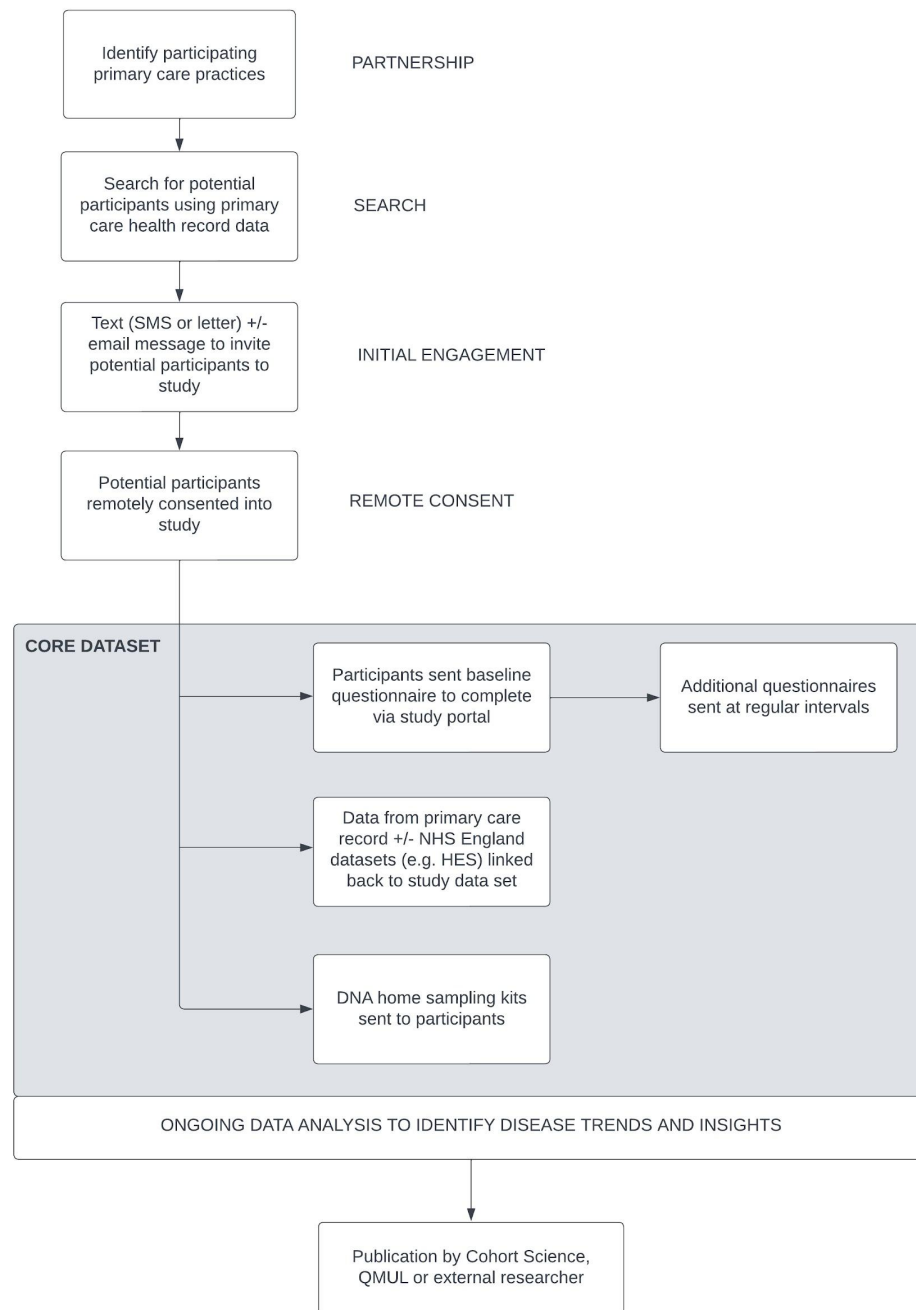 Identify participating
primary care practices
PARTNERSHIP
Search for potential
participants using primary
care health record data
SEARCH
Text (SMS or letter) +/-
email message to invite
potential participants to
study
INITIAL ENGAGEMENT
Potential participants
remotely consented into
study
REMOTE CONSENT
CORE DATASET
Participants sent baseline
questionnaire to complete
via study portal
Additional questionnaires
sent at regular intervals
Data from primary care
record +/- NHS England
datasets (e.g. HES) linked
back to study data set
DNA home sampling kits
sent to participants
ONGOING DATA ANALYSIS TO IDENTIFY DISEASE TRENDS AND INSIGHTS
Publication by Cohort Science,
QMUL or external researcher